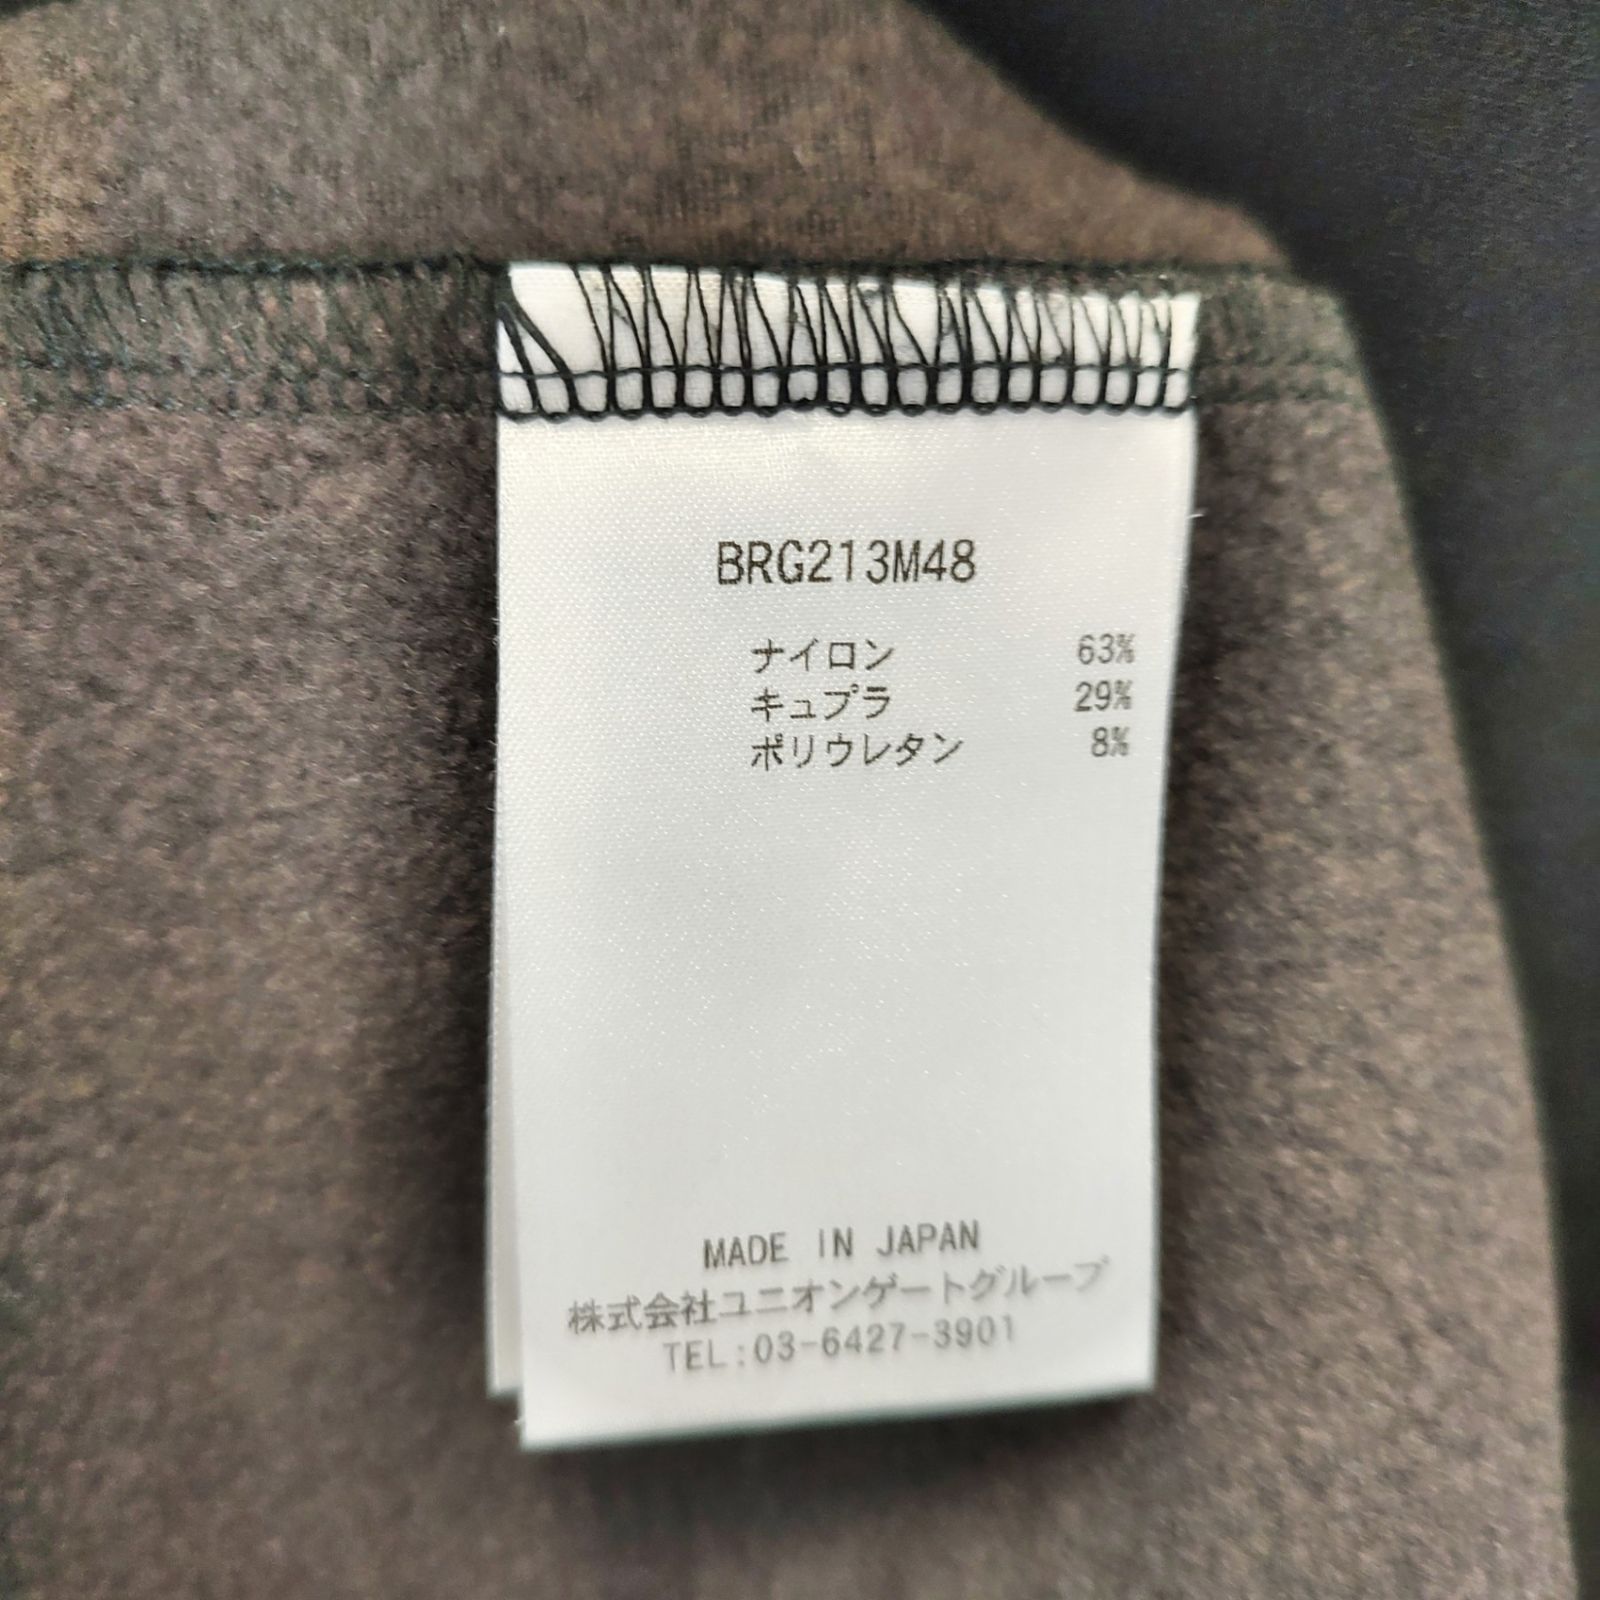 BRG213M48
ナイロン 63%
キュプラ 29%
ポリウレタン 8%
MADE IN JAPAN
株式会社ユニオンゲートグループ
TEL:03-6427-3901